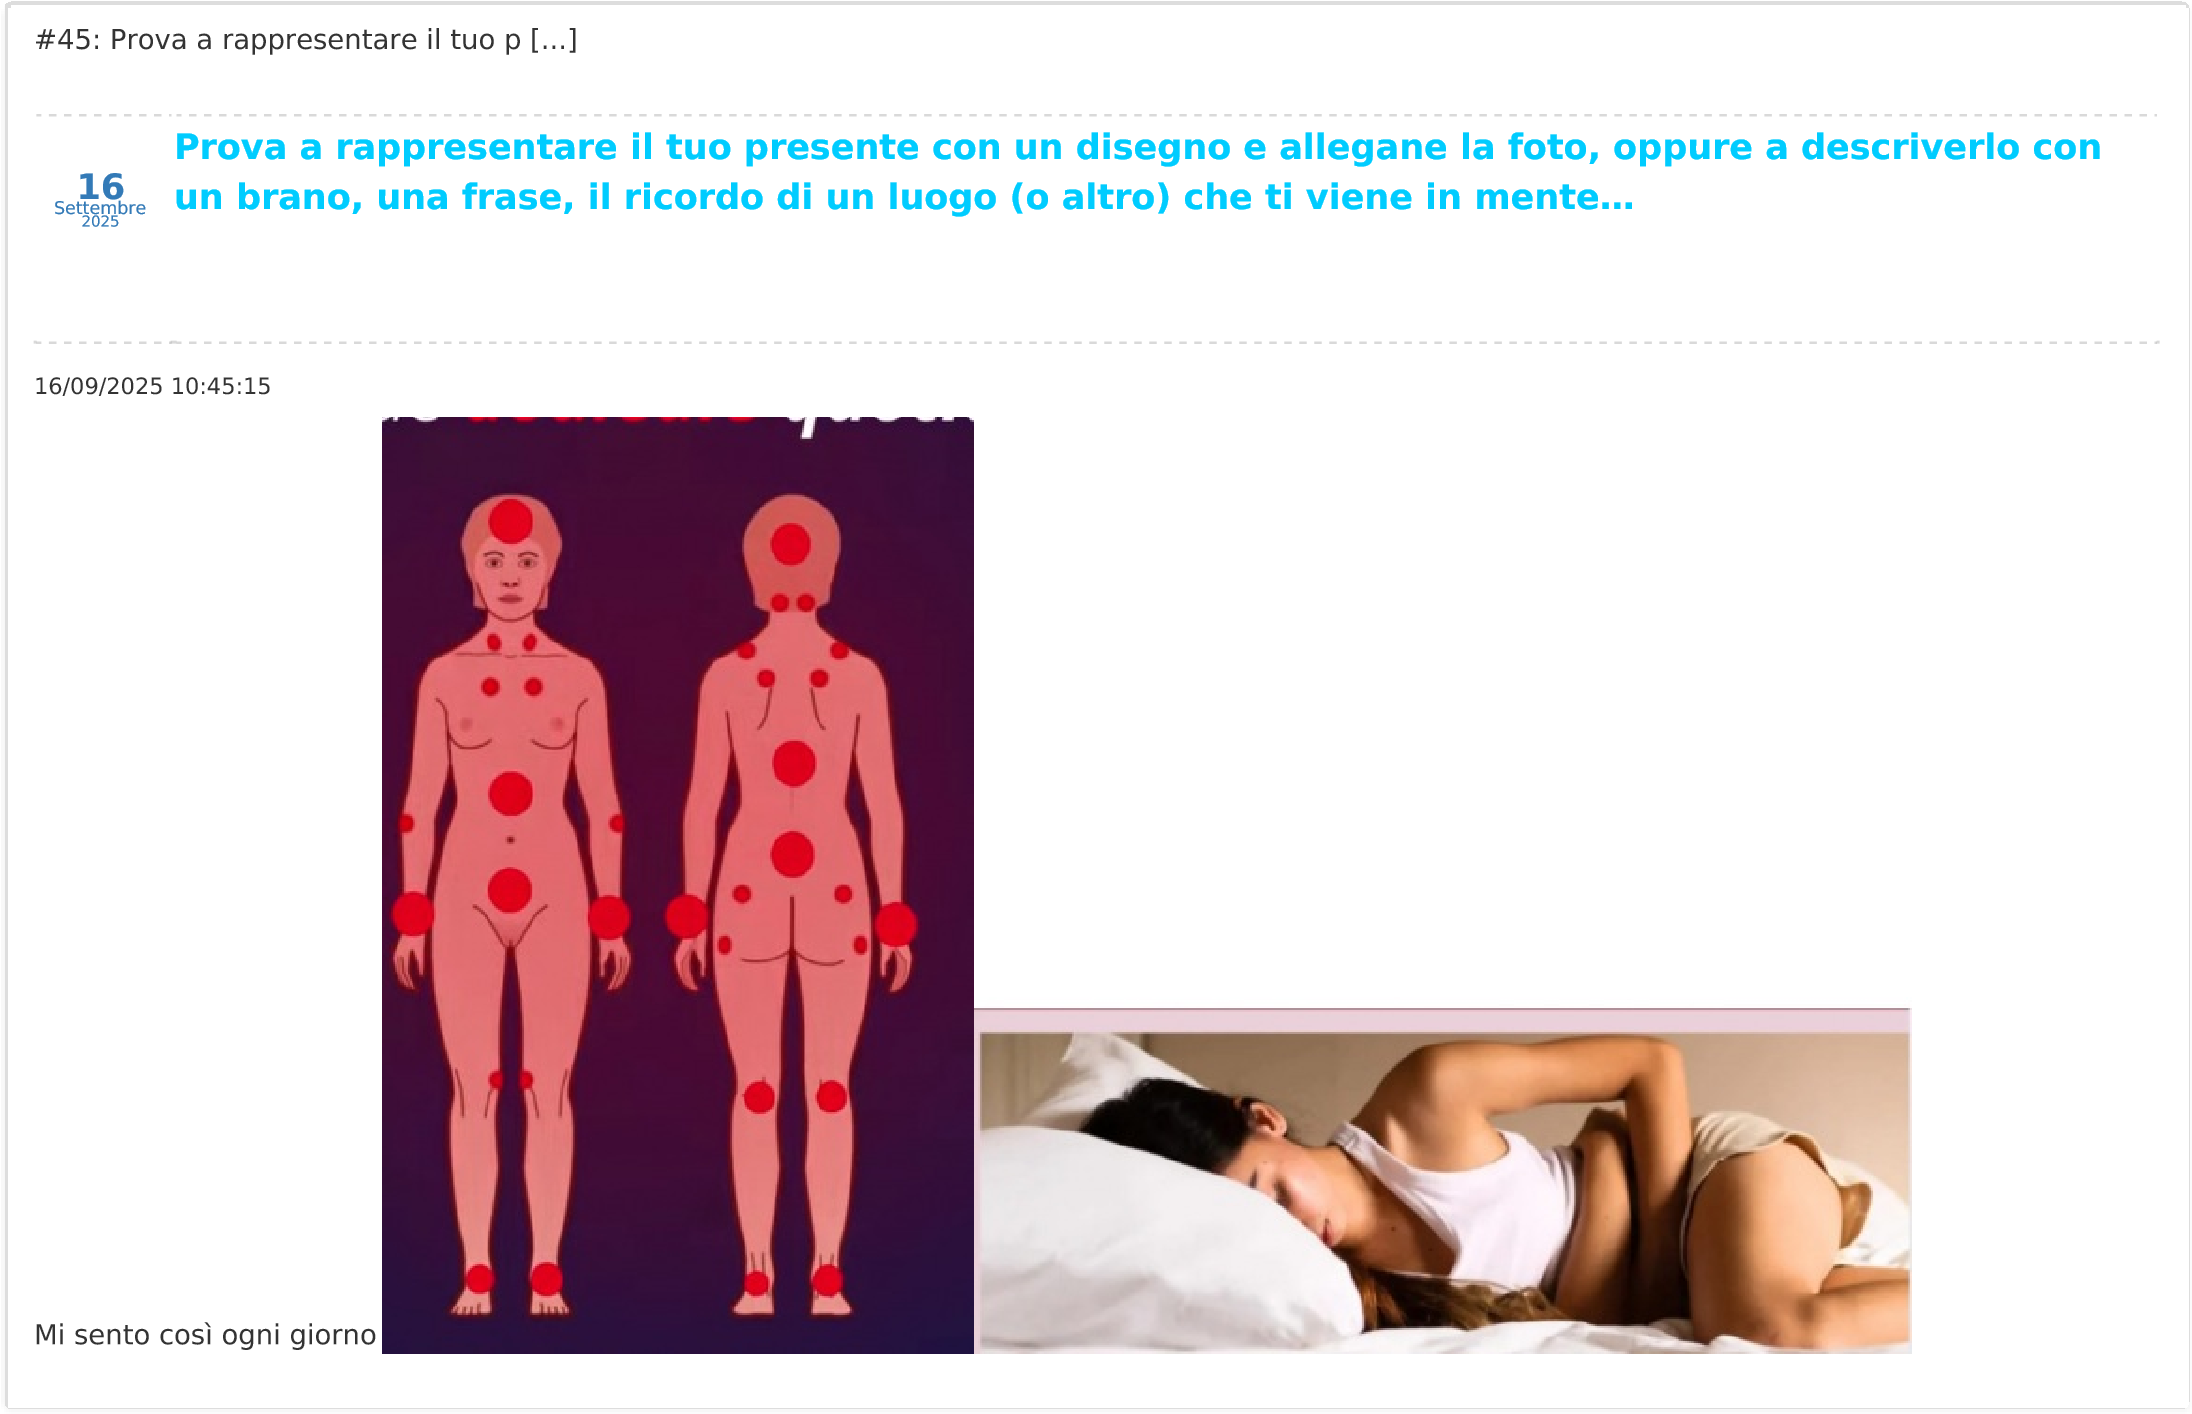 #45: Prova a rappresentare il tuo p [...]
Prova a rappresentare il tuo presente con un disegno e allegane la foto, oppure a descriverlo con
un brano, una frase, il ricordo di un luogo (o altro) che ti viene in mente...
16
Settembre
2025
16/09/2025 10:45:15
Mi sento così ogni giorno